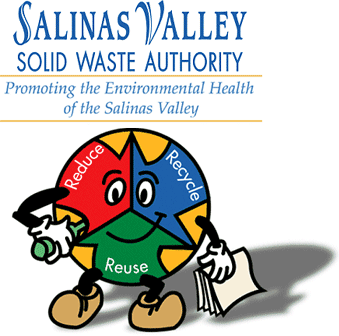 SALINAS VALLEY
SOLID WASTE AUTHORITY
Promoting the Environmental Health
of the Salinas Valley
Reduce
Recycle
Reuse